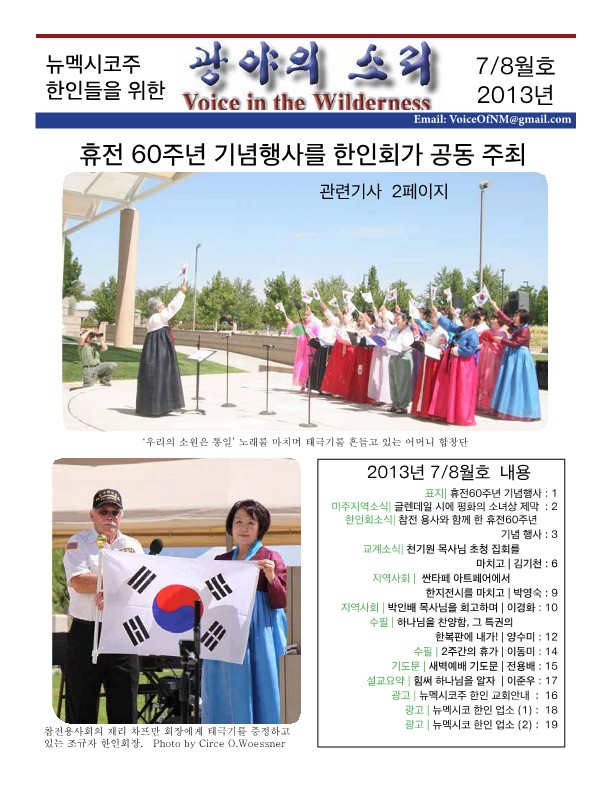 뉴멕시코주
한인들을 위한
광야의 소리
Voice in the Wilderness
7/8월호
2013년
Email: VoiceOfNM@gmail.com
휴전 60주년 기념행사를 한인회가 공동 주최
관련기사 2페이지
‘우리의 소원은 통일’ 노래를 마치며 태극기를 흔들고 있는 어머니 합창단
참전용사회의 재리 차프만 회장에게 태극기를 증정하고
있는 조규자 한인회장. Photo by Circe O.Woessner
2013년 7/8월호 내용
표지| 휴전60주년 기념행사 : 1
미주지역소식| 글렌데일 시에 평화의 소녀상 제막 : 2
한인회소식| 참전 용사와 함께 한 휴전60주년
기념 행사 : 3
교계소식| 천기원 목사님 초청 집회를
마치고 | 김기천 : 6
지역사회 | 싼타페 아트페어에서
한지전시를 마치고 | 박영숙 : 9
지역사회 | 박인배 목사님을 회고하며 | 이경화 : 10
수필 | 하나님을 찬양함, 그 특권의
한복판에 내가! | 양수미 : 12
수필 | 2주간의 휴가 | 이동미 : 14
기도문 | 새벽예배 기도문 | 전용배 : 15
설교요약 | 힘써 하나님을 알자 | 이준우 : 17
광고 | 뉴멕시코주 한인 교회안내 : 16
광고 | 뉴멕시코 한인 업소 (1) : 18
광고 | 뉴멕시코 한인 업소 (2) : 19